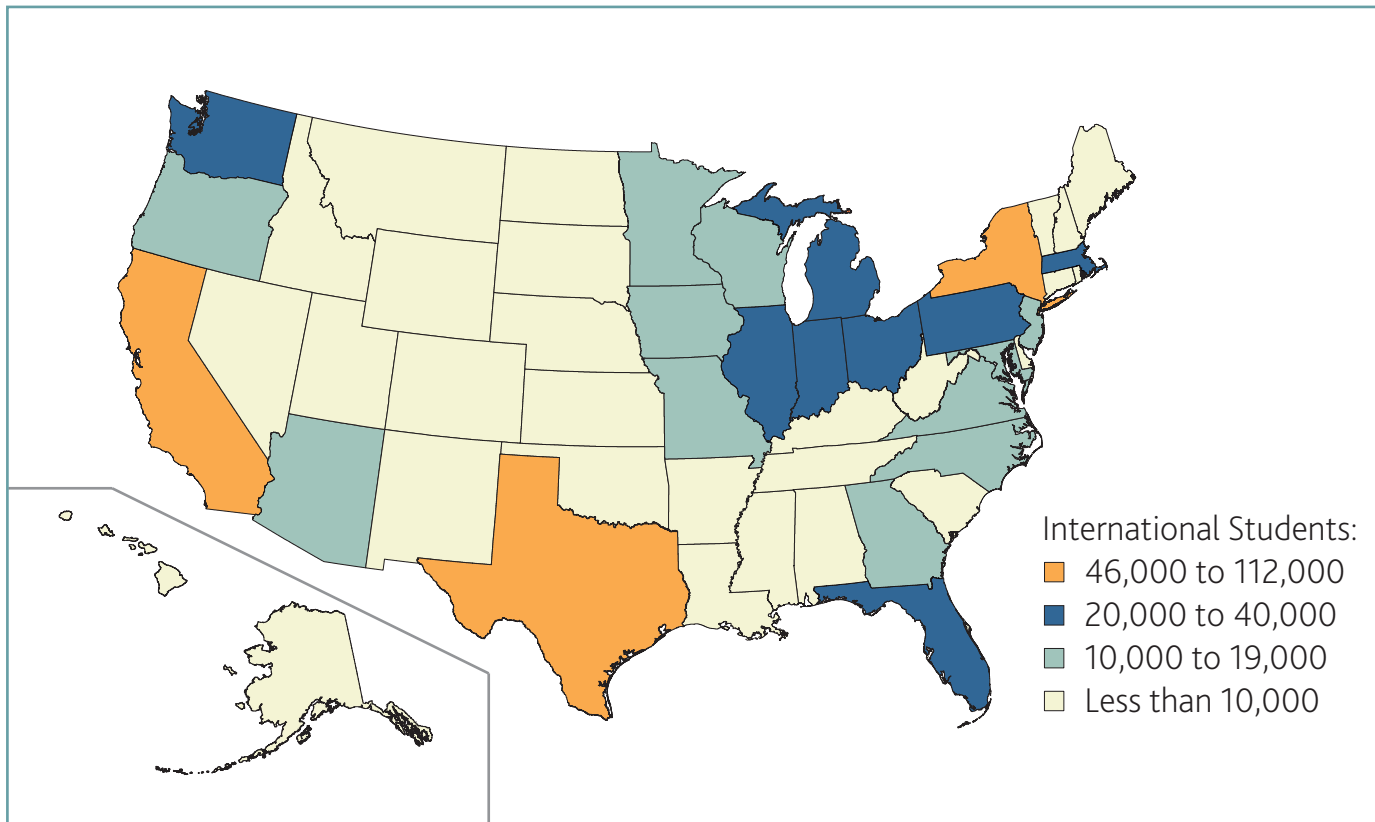 International Students:
46,000 to 112,000
20,000 to 40,000
10,000 to 19,000
Less than 10,000